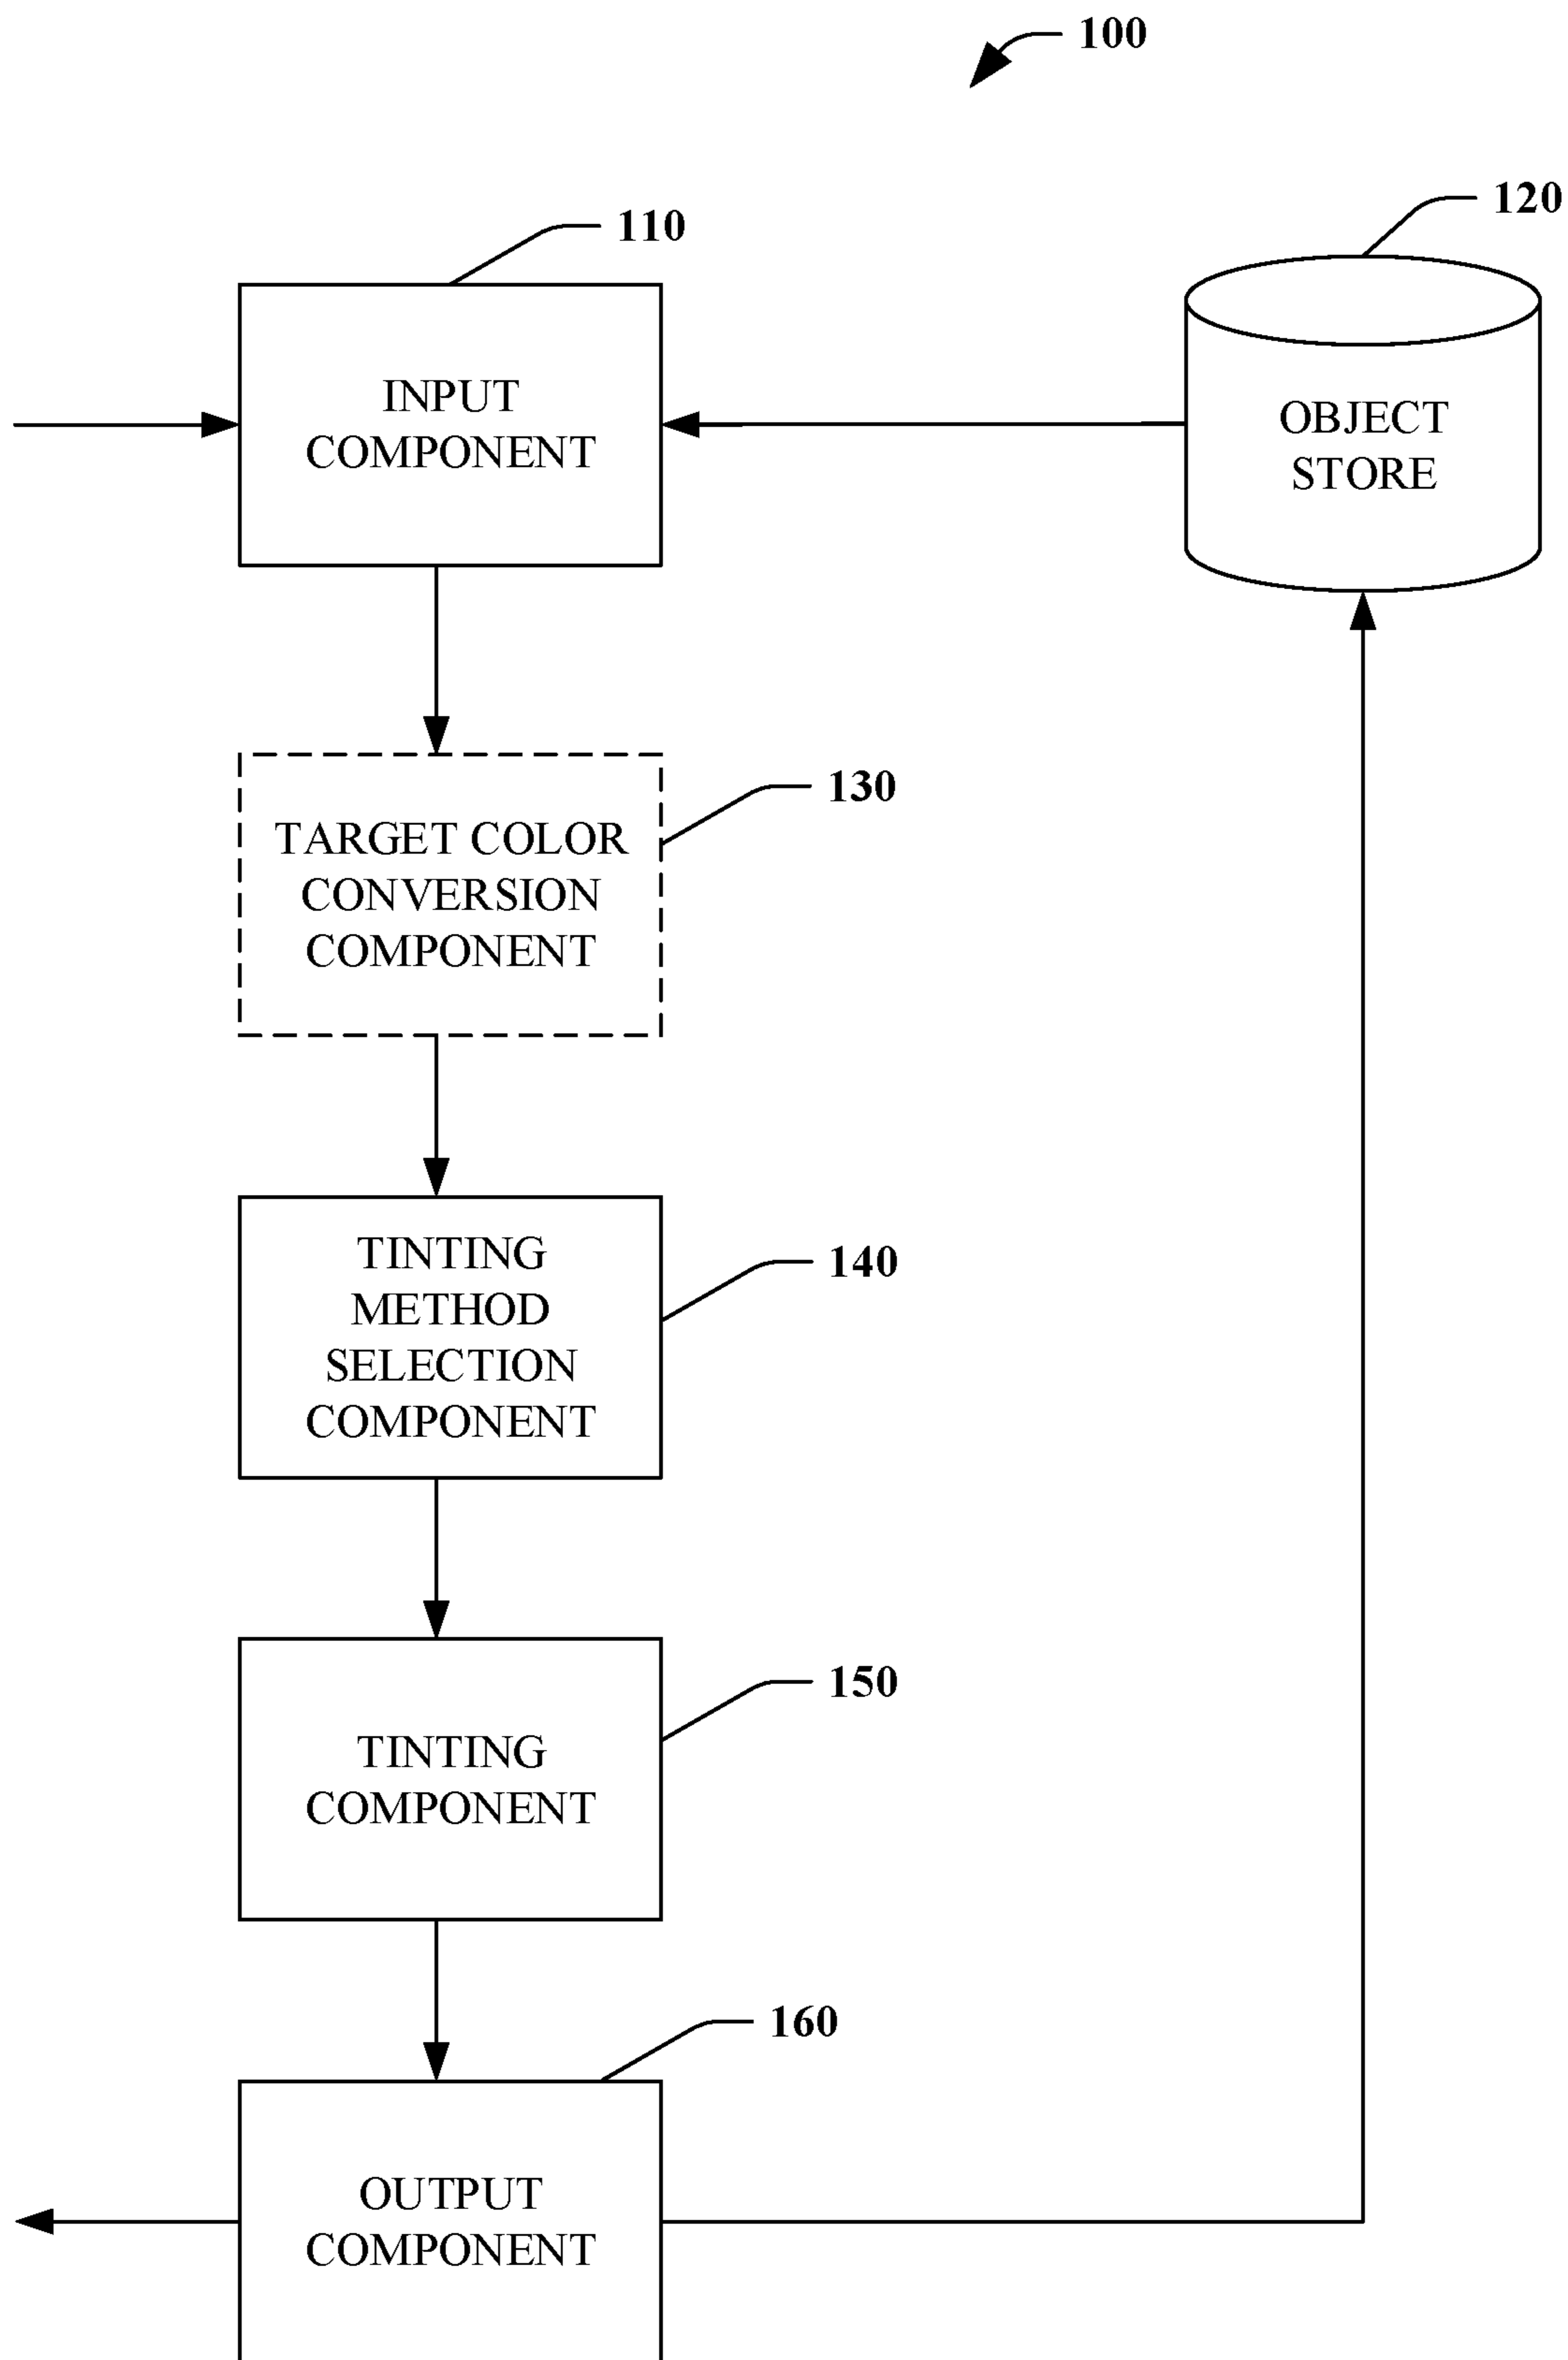 100
120
110
INPUT
COMPONENT
OBJECT
STORE
130
TARGET COLOR
CONVERSION
COMPONENT
140
TINTING
METHOD
SELECTION
COMPONENT
150
TINTING
COMPONENT
160
OUTPUT
COMPONENT